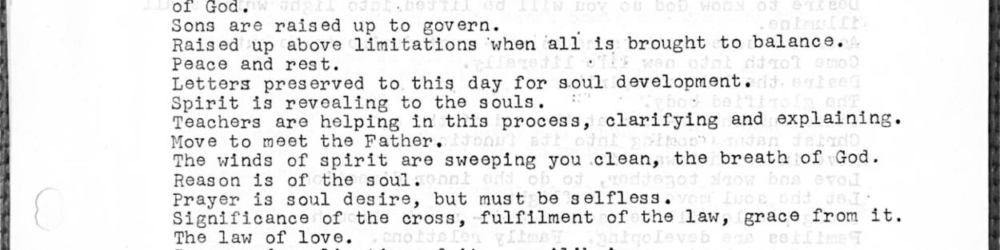 of God.
Sons are raised up to govern.
Raised up above limitations when all is brought to balance.
Peace and rest.
Letters preserved to this day for soul development.
Spirit is revealing to the souls.
Teachers are helping in this process, clarifying and explaining.
Move to meet the Father.
The winds of spirit are sweeping you clean, the breath of God.
Reason is of the soul.
Prayer is soul desire, but must be selfless.
Significance of the cross, fulfilment of the law, grace from it.
The law of love.